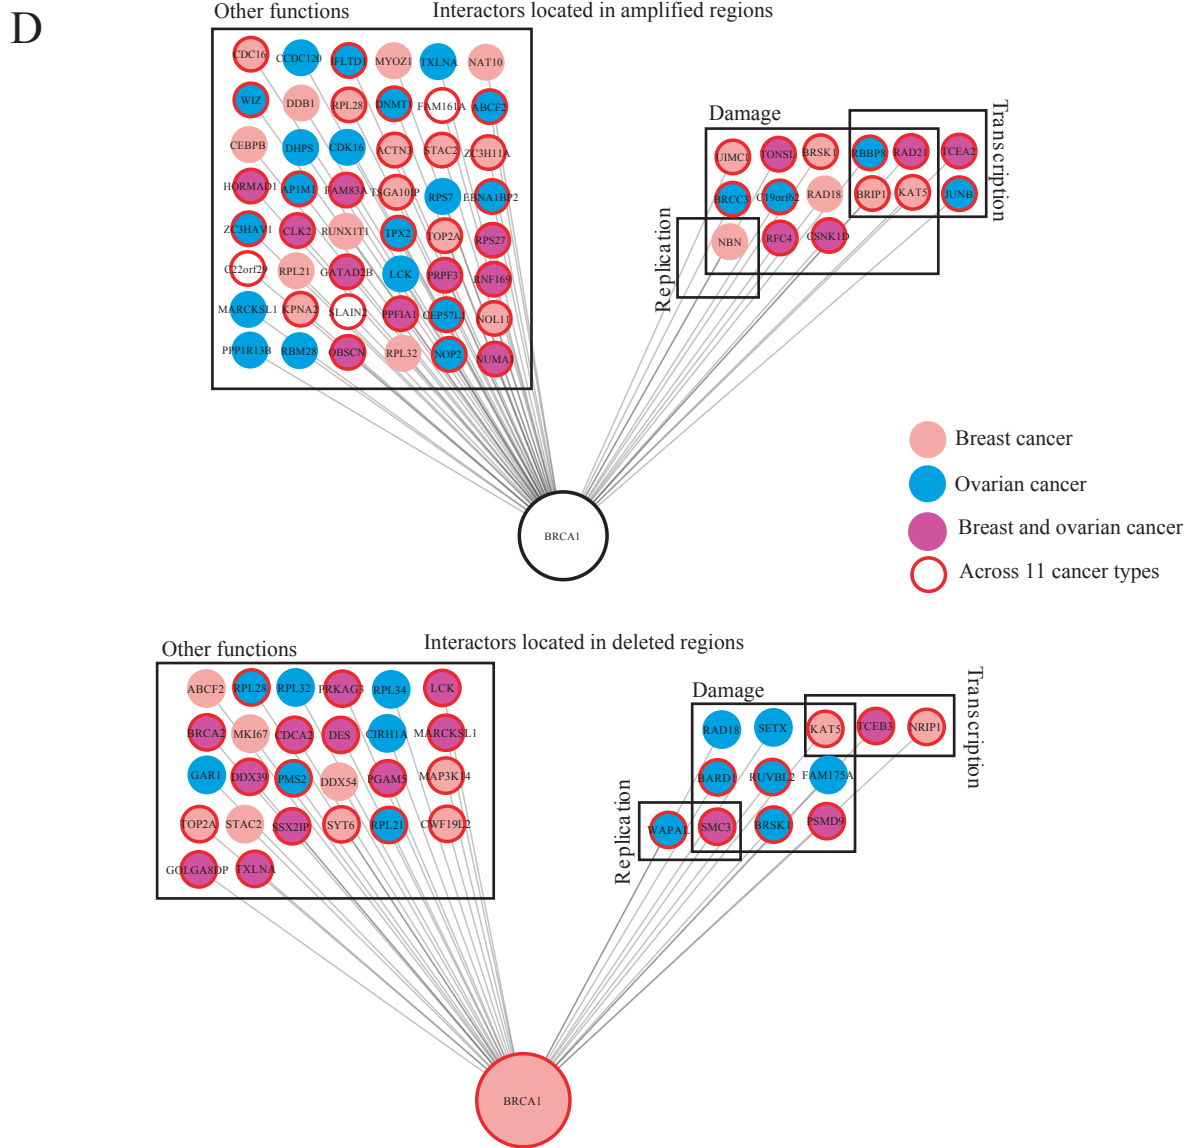 D
Other functions
Interactors located in amplified regions
CDC16 CCDC120 IFLTD1 MYOZ1 TXLNA NAT10
WIZ DDB1 RPL28 DNMT1 FAM161A ABCF2
CEBPB DHPS CDK16 ACTN3 STAC2 ZC3H11A
HORMAD1 AP1M1 FAM83A TSGA10IP RPS7 EBNA1BP2
ZC3HAV1 CLK2 RUNX1T1 TPX2 TOP2A RPS27
C22orf29 RPL21 GATAD2B LCK PRPF3 RNF169
MARCKSL1 KPNA2 SLAIN2 PPFIA1 CEP57L1 NOL11
PPP1R13B RBM28 OBSCN RPL32 NOP2 NUMA1
Damage
Transcription
Replication
UIMC1 TONSL BRSK1 RBBP8 RAD21 TCEA2
BRCC3 C19orf62 RAD18 BRIP1 KAT5 JUNB
NBN RFC4 CSNK1D
BRCA1
Breast cancer
Ovarian cancer
Breast and ovarian cancer
Across 11 cancer types
Other functions
Interactors located in deleted regions
ABCF2 RPL28 RPL32 PRKAG3 RPL34 LCK
BRCA2 MKI67 CDCA2 DES CIRH1A MARCKSL1
GAR1 DDX39 PMS2 DDX54 PGAM5 MAP3K14
TOP2A STAC2 SSX2IP SYT6 RPL21 CWF19L2
GOLGA8DP TXLNA
Damage
Transcription
Replication
RAD18 SETX KAT5 TCEB3 NRIP1
BARD1 RUVBL2 FAM175A
WAPAL SMC3 BRSK1 PSMD9
BRCA1